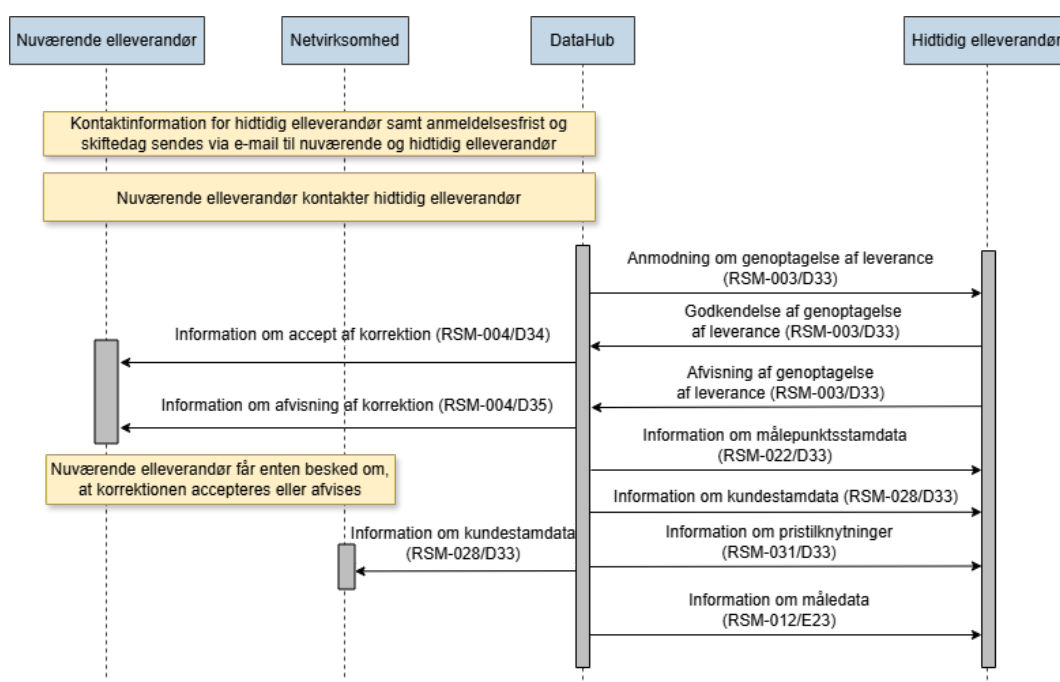 Nuværende elleverandør
Netvirksomhed
DataHub
Hidtidig elleverandør
Kontaktinformation for hidtidig elleverandør samt anmeldelsesfrist og
skiftedag sendes via e-mail til nuværende og hidtidig elleverandør
Nuværende elleverandør kontakter hidtidig elleverandør
Anmodning om genoptagelse af leverance
(RSM-003/D33)
Godkendelse af genoptagelse
af leverance (RSM-003/D33)
Information om accept af korrektion (RSM-004/D34)
Afvisning af genoptagelse
af leverance (RSM-003/D33)
Information om afvisning af korrektion (RSM-004/D35)
Information om målepunktsstamdata
(RSM-022/D33)
Nuværende elleverandør får enten besked om,
at korrektionen accepteres eller afvises
Information om kundestamdata (RSM-028/D33)
Information om kundestamdata
(RSM-028/D33)
Information om pristilknytninger
(RSM-031/D33)
Information om måledata
(RSM-012/E23)